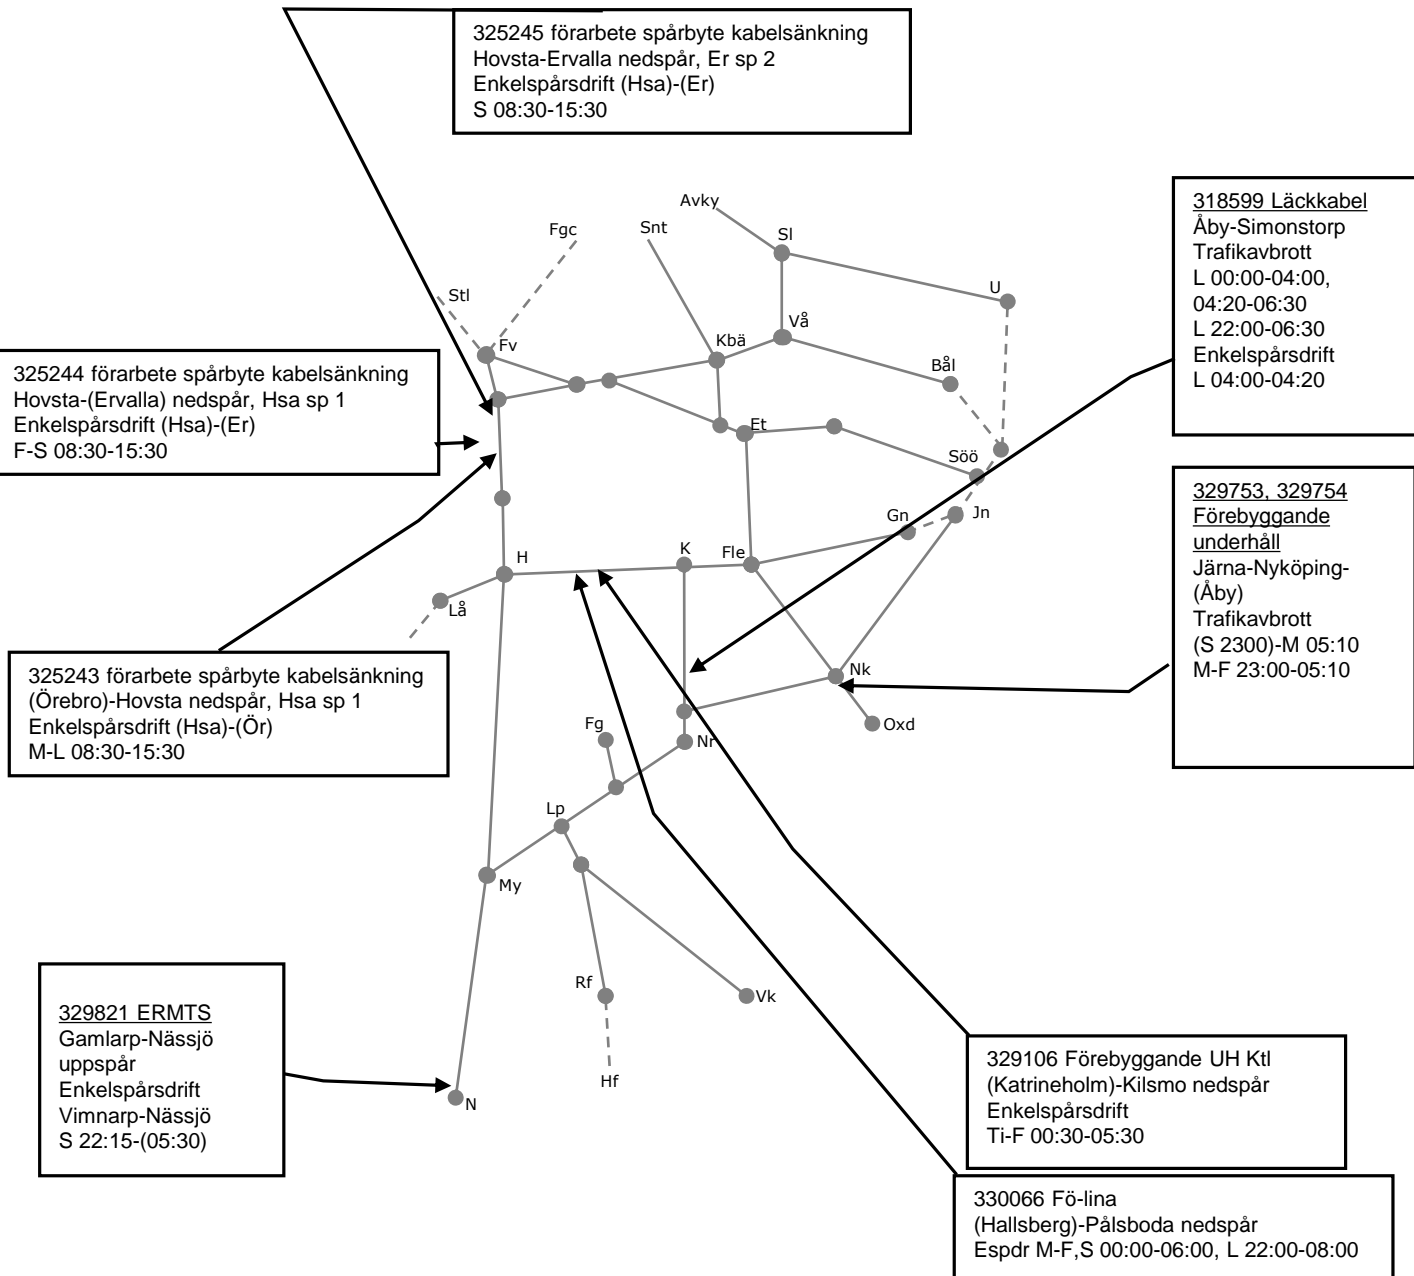 325245 förarbete spårbyte kabelsänkning
Hovsta-Ervalla nedspår, Er sp 2
Enkelspårsdrift (Hsa)-(Er)
S 08:30-15:30
318599 Läckkabel
Åby-Simonstorp
Trafikavbrott
L 00:00-04:00,
04:20-06:30
L 22:00-06:30
Enkelspårsdrift
L 04:00-04:20
Avky
Snt
Fgc
Sl
U
Stl
Vå
Fv
Kbä
Bål
325244 förarbete spårbyte kabelsänkning
Hovsta-(Ervalla) nedspår, Hsa sp 1
Enkelspårsdrift (Hsa)-(Er)
F-S 08:30-15:30
Et
Söö
329753, 329754
Förebyggande
underhåll
Järna-Nyköping-
(Åby)
Trafikavbrott
(S 2300)-M 05:10
M-F 23:00-05:10
Gn
Jn
H
K
Fle
Lå
325243 förarbete spårbyte kabelsänkning
(Örebro)-Hovsta nedspår, Hsa sp 1
Enkelspårsdrift (Hsa)-(Ör)
M-L 08:30-15:30
Nk
Fg
Oxd
Nr
Lp
My
Rf
Vk
329821 ERMTS
Gamlarp-Nässjö
uppspår
Enkelspårsdrift
Vimnarp-Nässjö
S 22:15-(05:30)
Hf
N
329106 Förebyggande UH Ktl
(Katrineholm)-Kilsmo nedspår
Enkelspårsdrift
Ti-F 00:30-05:30
330066 Fö-lina
(Hallsberg)-Pålsboda nedspår
Espdr M-F,S 00:00-06:00, L 22:00-08:00